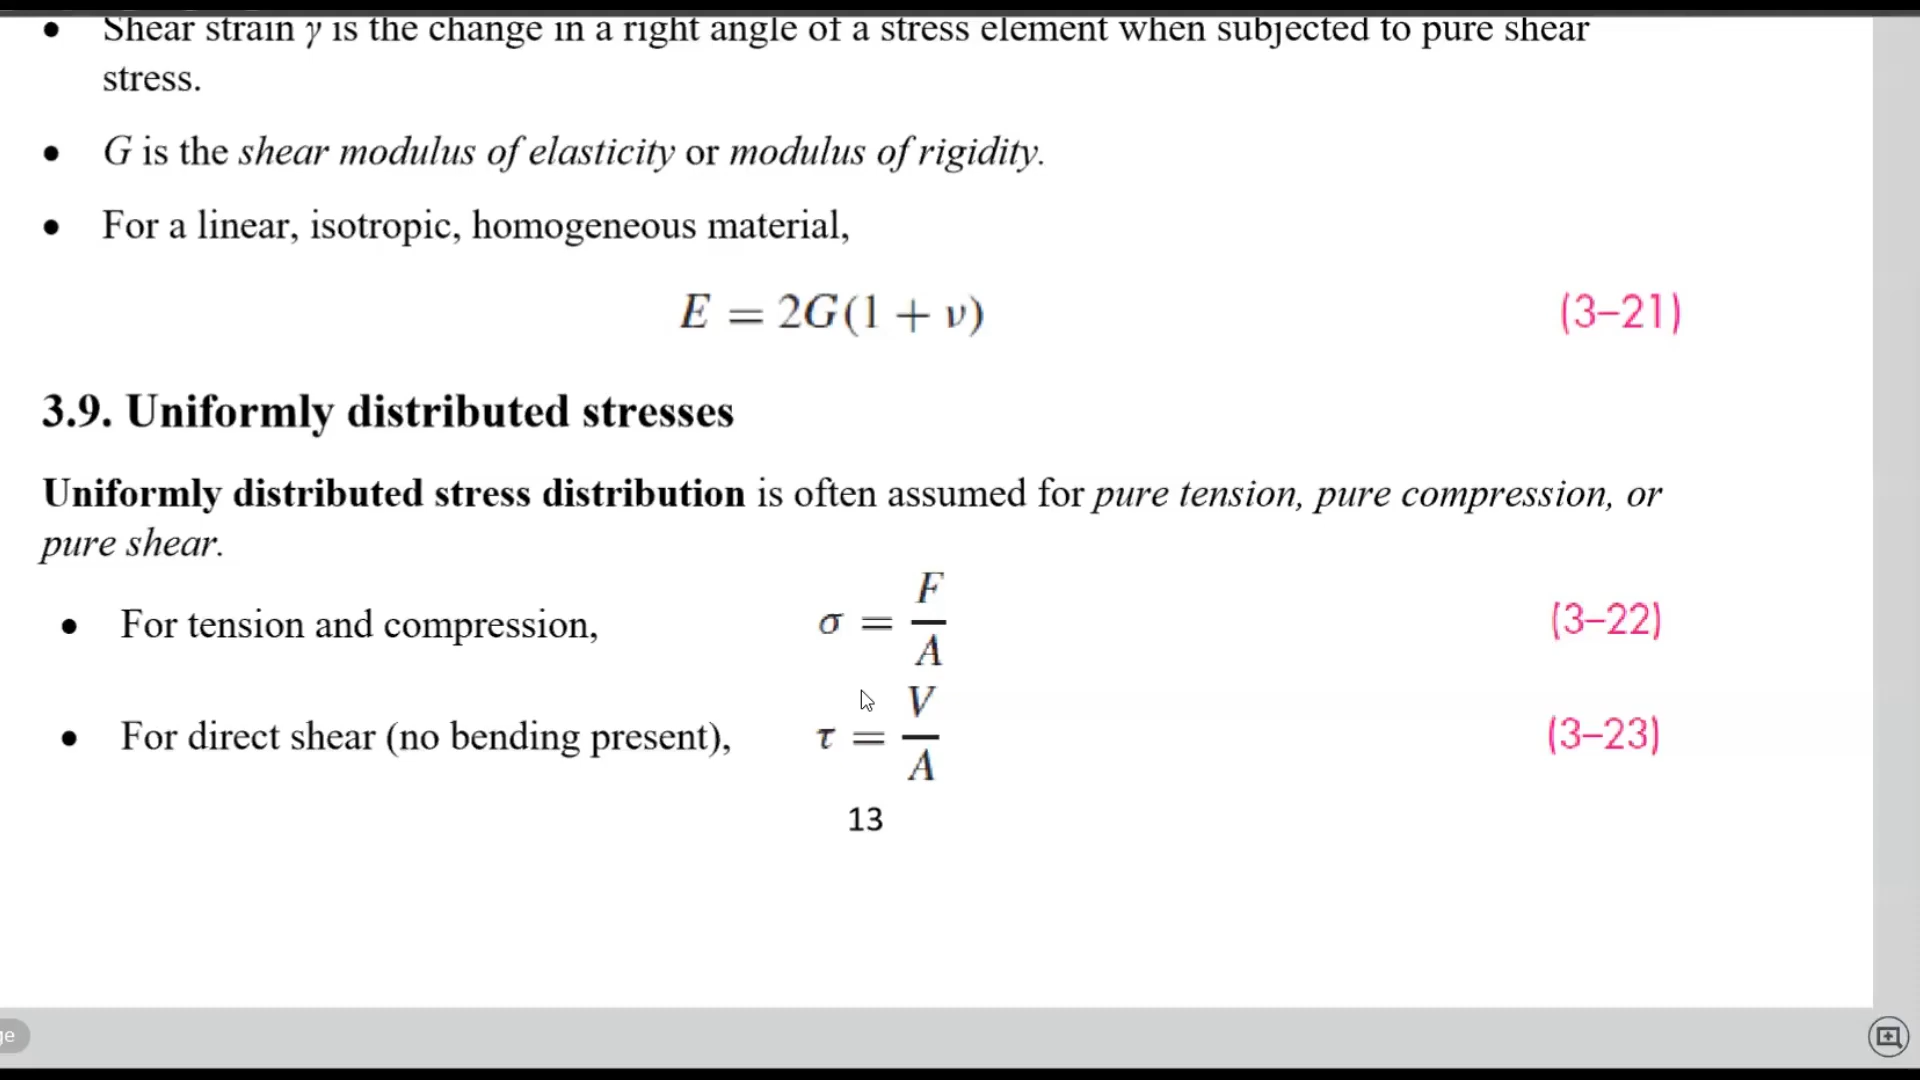 • Shear strain γ is the change in a right angle of a stress element when subjected to pure shear
stress.
• G is the shear modulus of elasticity or modulus of rigidity.
• For a linear, isotropic, homogeneous material,
E = 2G(1 + ν) (3–21)
3.9. Uniformly distributed stresses
Uniformly distributed stress distribution is often assumed for pure tension, pure compression, or
pure shear.
• For tension and compression, σ = F/A (3–22)
• For direct shear (no bending present), τ = V/A (3–23)
13
ge